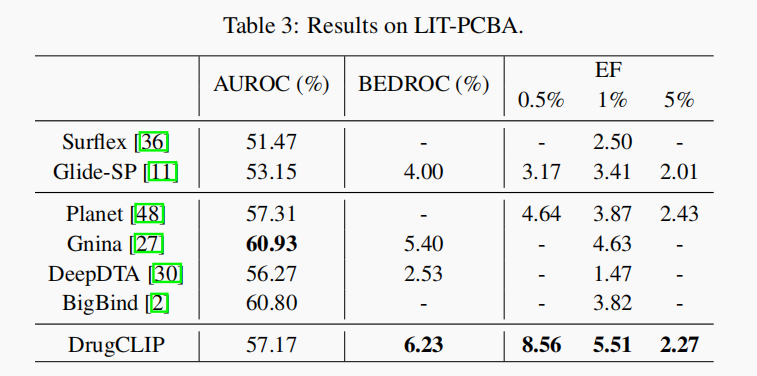 Table 3: Results on LIT-PCBA.
AUROC (%) BEDROC (%) EF
0.5% 1% 5%
Surflex [36] 51.47 - - 2.50 -
Glide-SP [11] 53.15 4.00 3.17 3.41 2.01
Planet [48] 57.31 - 4.64 3.87 2.43
Gnina [27] 60.93 5.40 - 4.63 -
DeepDTA [30] 56.27 2.53 - 1.47 -
BigBind [2] 60.80 - - 3.82 -
DrugCLIP 57.17 6.23 8.56 5.51 2.27